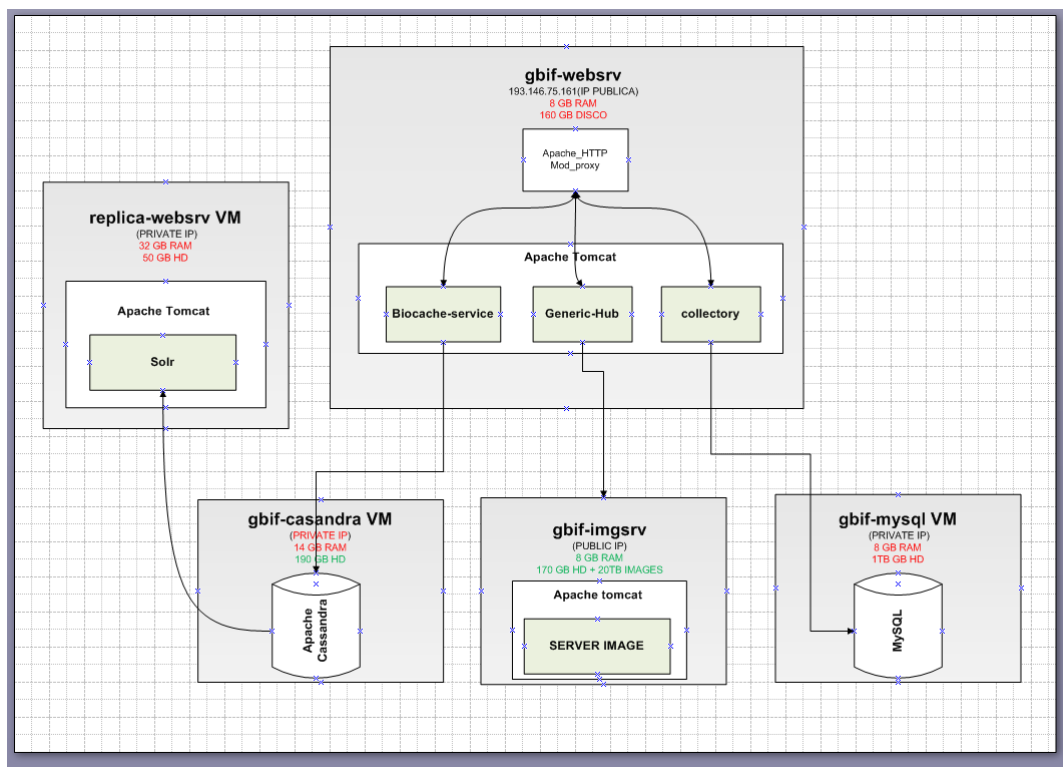 gbif-websrv
193.146.75.161(IP PUBLICA)
8 GB RAM
160 GB DISCO
Apache_HTTP
Mod_proxy
Apache Tomcat
Biocache-service
Generic-Hub
collectory
replica-websrv VM
(PRIVATE IP)
32 GB RAM
50 GB HD
Apache Tomcat
Solr
gbif-casandra VM
(PRIVATE IP)
14 GB RAM
190 GB HD
Apache
Cassandra
gbif-imgsrv
(PUBLIC IP)
8 GB RAM
170 GB HD + 20TB IMAGES
Apache tomcat
SERVER IMAGE
gbif-mysql VM
(PRIVATE IP)
8 GB RAM
1TB GB HD
MySQL